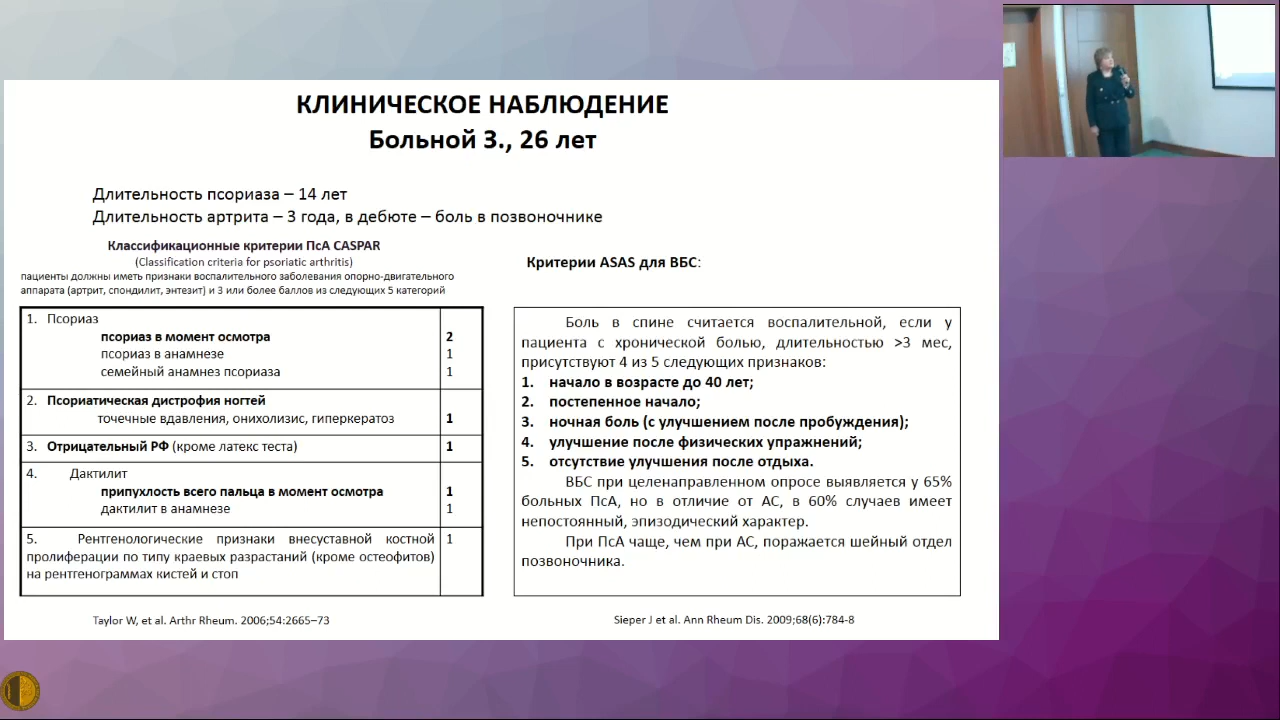 КЛИНИЧЕСКОЕ НАБЛЮДЕНИЕ
Больной З., 26 лет
Длительность псориаза – 14 лет
Длительность артрита – 3 года, в дебюте – боль в позвоночнике
Классификационные критерии ПсА CASPAR
(Classification criteria for psoriatic arthritis)
пациенты должны иметь признаки воспалительного заболевания опорно-двигательного
аппарата (артрит, спондилит, энтезит) и 3 или более баллов из следующих 5 категорий
1. Псориаз
псориаз в момент осмотра 2
псориаз в анамнезе 1
семейный анамнез псориаза 1
2. Псориатическая дистрофия ногтей
точечные вдавления, онихолизис, гиперкератоз 1
3. Отрицательный РФ (кроме латекс теста) 1
4. Дактилит
припухлость всего пальца в момент осмотра 1
дактилит в анамнезе 1
5. Рентгенологические признаки внесуставной костной 1
пролиферации по типу краевых разрастаний (кроме остеофитов)
на рентгенограммах кистей и стоп
Taylor W, et al. Arthr Rheum. 2006;54:2665–73
Критерии ASAS для ВБС:
Боль в спине считается воспалительной, если у
пациента с хронической болью, длительностью >3 мес,
присутствуют 4 из 5 следующих признаков:
1. начало в возрасте до 40 лет;
2. постепенное начало;
3. ночная боль (с улучшением после пробуждения);
4. улучшение после физических упражнений;
5. отсутствие улучшения после отдыха.
ВБС при целенаправленном опросе выявляется у 65%
больных ПсА, но в отличие от АС, в 60% случаев имеет
непостоянный, эпизодический характер.
При ПсА чаще, чем при АС, поражается шейный отдел
позвоночника.
Sieper J et al. Ann Rheum Dis. 2009;68(6):784-8